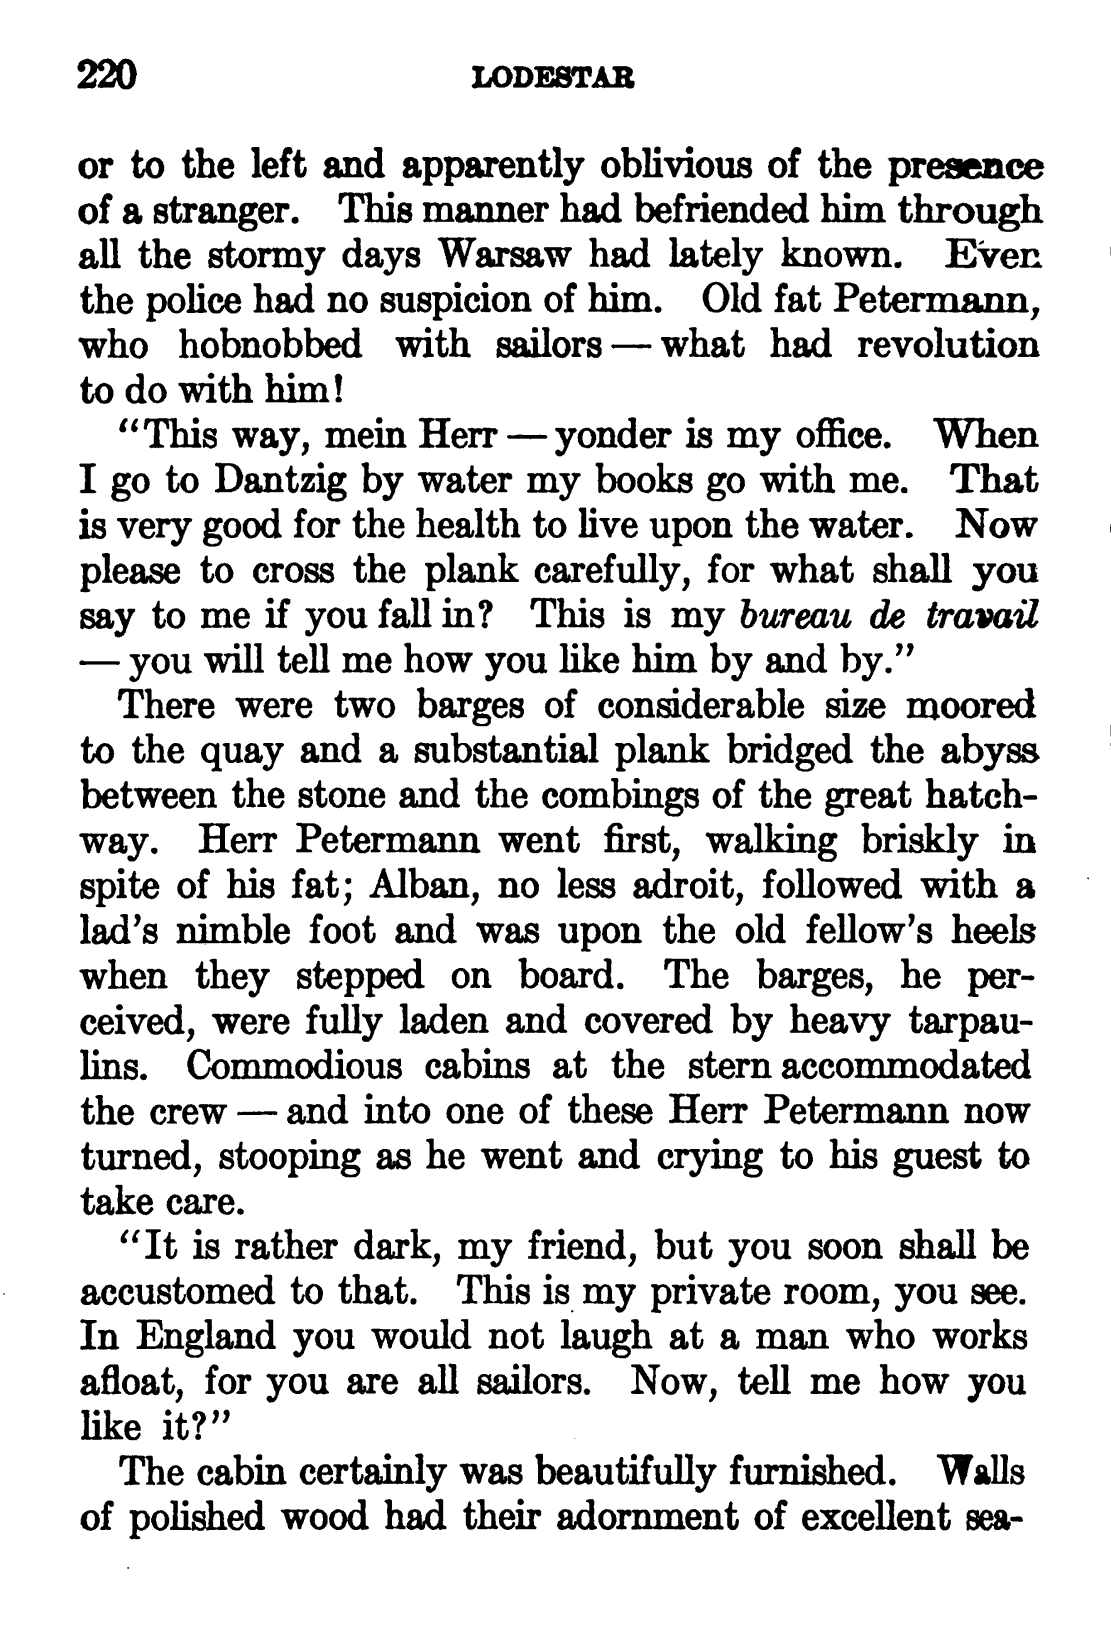 220 LODESTAR
or to the left and apparently oblivious of the presence
of a stranger. This manner had befriended him through
all the stormy days Warsaw had lately known. Even
the police had no suspicion of him. Old fat Petermann,
who hobnobbed with sailors — what had revolution
to do with him!
“This way, mein Herr — yonder is my office. When
I go to Dantzig by water my books go with me. That
is very good for the health to live upon the water. Now
please to cross the plank carefully, for what shall you
say to me if you fall in? This is my bureau de travail
— you will tell me how you like him by and by.”
There were two barges of considerable size moored
to the quay and a substantial plank bridged the abyss
between the stone and the combings of the great hatch-
way. Herr Petermann went first, walking briskly in
spite of his fat; Alban, no less adroit, followed with a
lad's nimble foot and was upon the old fellow's heels
when they stepped on board. The barges, he per-
ceived, were fully laden and covered by heavy tarpau-
lins. Commodious cabins at the stern accommodated
the crew — and into one of these Herr Petermann now
turned, stooping as he went and crying to his guest to
take care.
“It is rather dark, my friend, but you soon shall be
accustomed to that. This is my private room, you see.
In England you would not laugh at a man who works
afloat, for you are all sailors. Now, tell me how you
like it?”
The cabin certainly was beautifully furnished. Walls
of polished wood had their adornment of excellent sea-